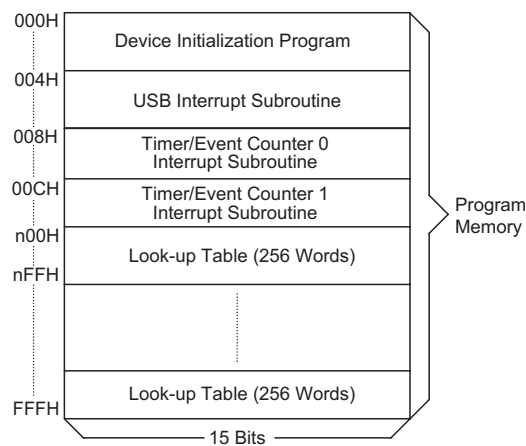 000H
Device Initialization Program
004H
USB Interrupt Subroutine
008H
Timer/Event Counter 0
Interrupt Subroutine
00CH
Timer/Event Counter 1
Interrupt Subroutine
n00H
Look-up Table (256 Words)
nFFH
Program
Memory
Look-up Table (256 Words)
FFFH
15 Bits